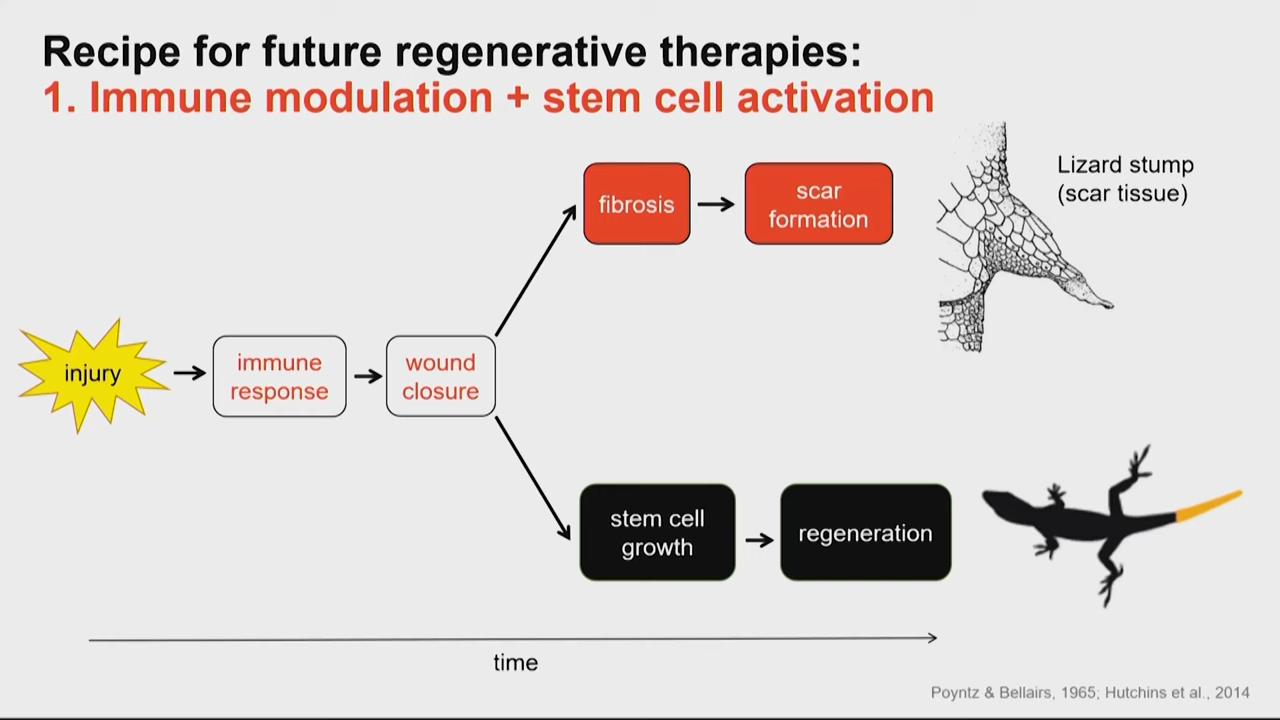 Recipe for future regenerative therapies:
1. Immune modulation + stem cell activation
Lizard stump
(scar tissue)
fibrosis
scar
formation
injury
immune
response
wound
closure
stem cell
growth
regeneration
time
Poyntz & Bellairs, 1965; Hutchins et al., 2014